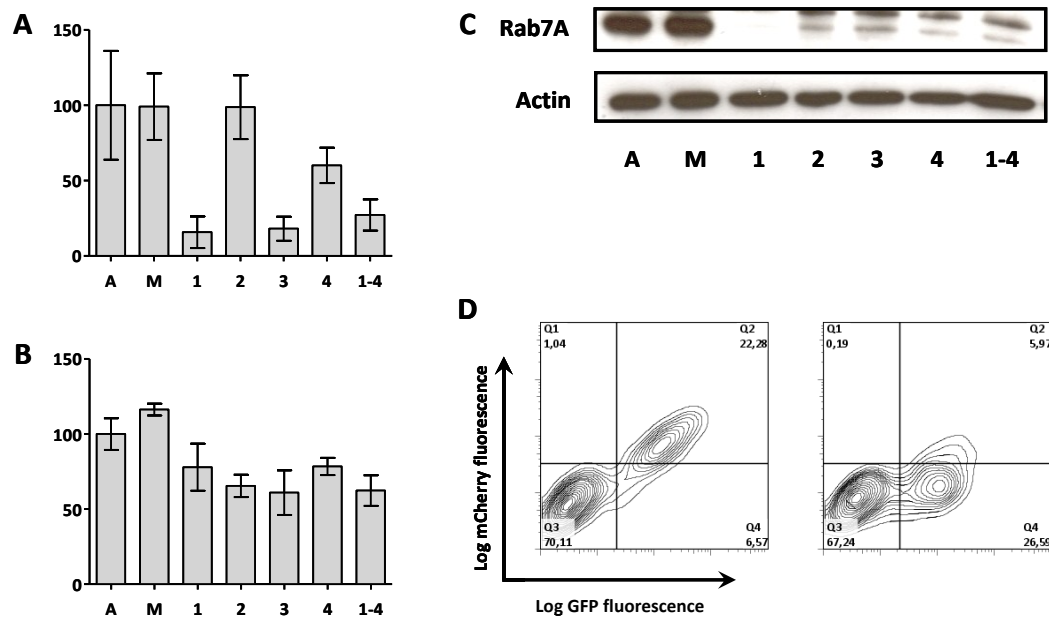 A
150
100
50
0
A M 1 2 3 4 1-4
B
150
100
50
0
A M 1 2 3 4 1-4
C
Rab7A
Actin
A M 1 2 3 4 1-4
D
Log mCherry fluorescence
Q1 Q2
1,04 22,28
Q3 Q4
70,11 6,57
Q1 Q2
0,19 5,97
Q3 Q4
67,24 26,59
Log GFP fluorescence